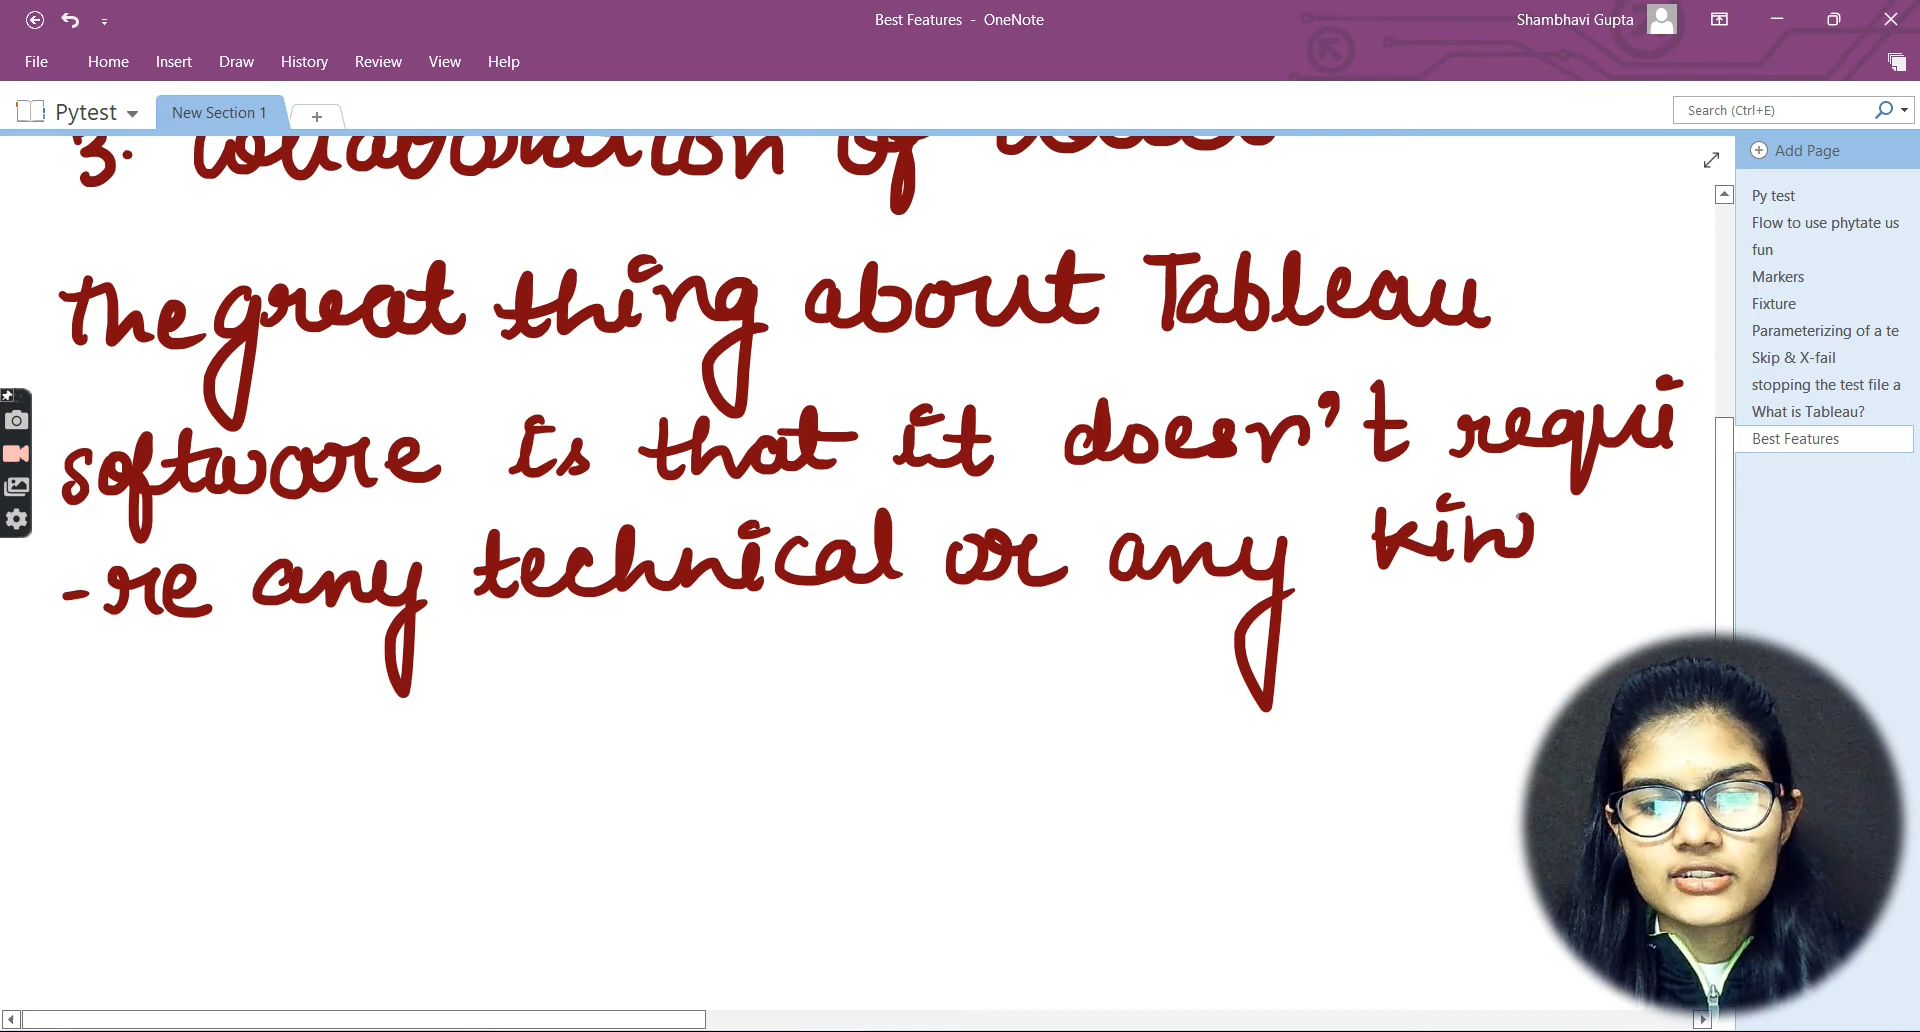 Best Features - OneNote
Shambhavi Gupta
File Home Insert Draw History Review View Help
Pytest
New Section 1
+
Search (Ctrl+E)
Add Page
Py test
Flow to use phytate us
fun
Markers
Fixture
Parameterizing of a te
Skip & X-fail
stopping the test file a
What is Tableau?
Best Features
3. Collaboration of
the great thing about Tableau
software is that it doesn't requi
-re any technical or any kin